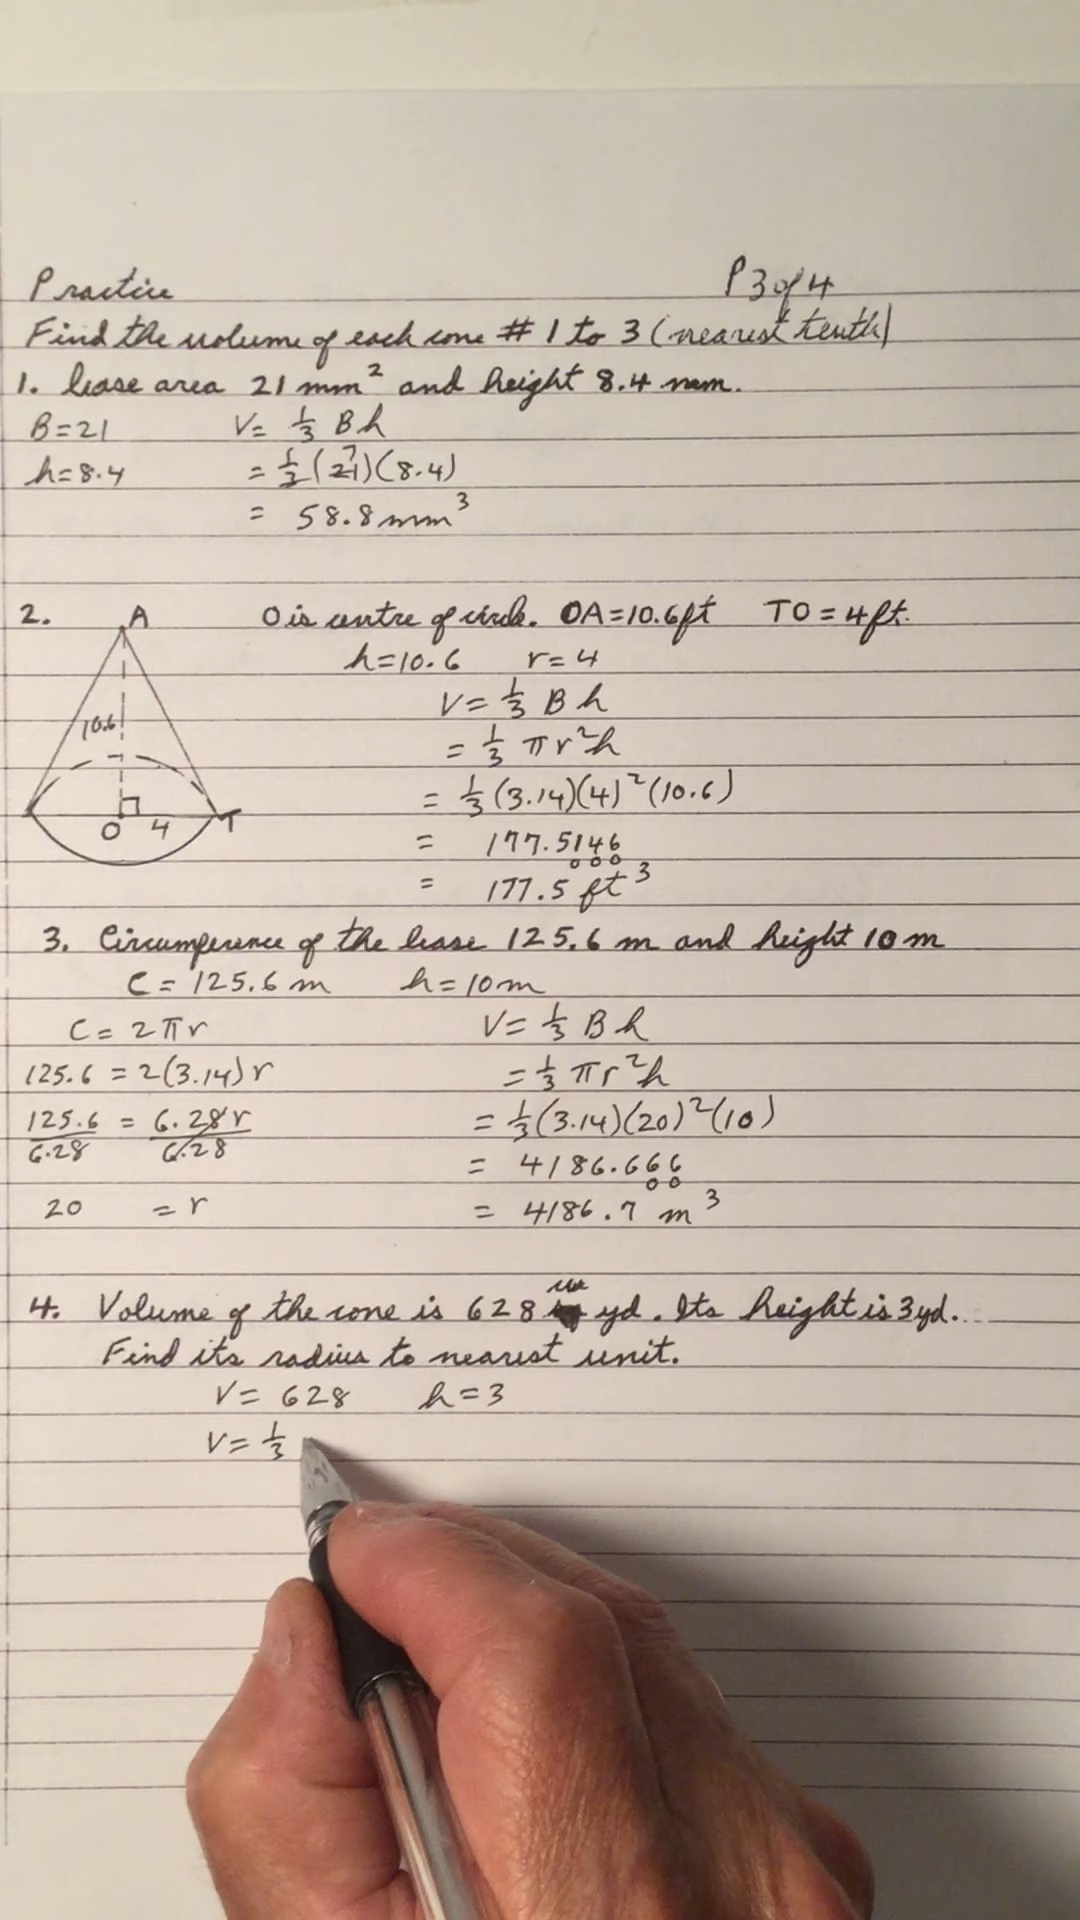 Practice P3 of 4
Find the volume of each cone # 1 to 3 (nearest tenth)
1. base area 21 mm² and height 8.4 mm.
B=21 V= 1/3 Bh
h=8.4 = 1/3 (21)(8.4) 7
= 58.8 mm³
2. A O is centre of circle. OA=10.6ft TO=4ft.
h=10.6 r=4
V= 1/3 Bh
10.6 = 1/3 πr²h
= 1/3 (3.14)(4)²(10.6)
O 4 T
= 177.5146
= 177.5 ft³
3. Circumference of the base 125.6 m and height 10 m
C = 125.6 m h=10m
C = 2πr V= 1/3 Bh
125.6 = 2(3.14)r = 1/3 πr²h
125.6/6.28 = 6.28r/6.28 = 1/3 (3.14)(20)²(10)
= 4186.666
20 = r = 4186.7 m³
4. Volume of the cone is 628 cu yd. Its height is 3yd.
Find its radius to nearest unit.
V= 628 h=3
V= 1/3